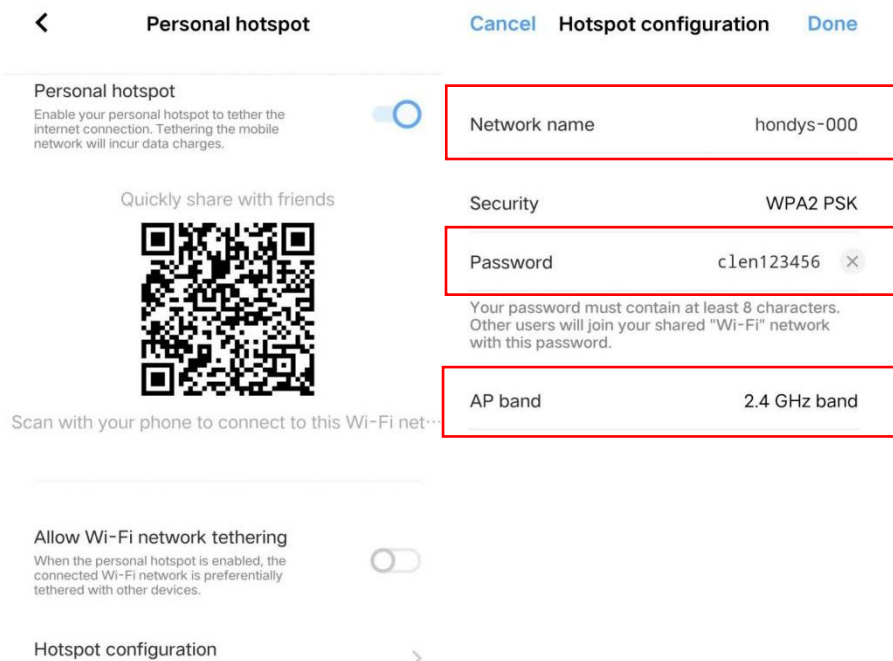 Personal hotspot
Personal hotspot
Enable your personal hotspot to tether the
internet connection. Tethering the mobile
network will incur data charges.
Quickly share with friends
Scan with your phone to connect to this Wi-Fi net···
Allow Wi-Fi network tethering
When the personal hotspot is enabled, the
connected Wi-Fi network is preferentially
tethered with other devices.
Hotspot configuration
Cancel Hotspot configuration Done
Network name hondys-000
Security WPA2 PSK
Password clen123456
Your password must contain at least 8 characters.
Other users will join your shared "Wi-Fi" network
with this password.
AP band 2.4 GHz band